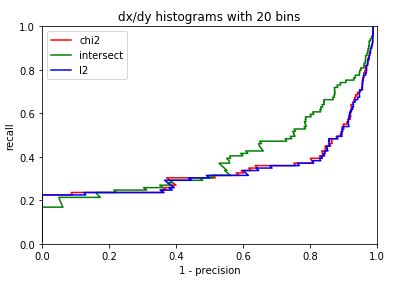 dx/dy histograms with 20 bins
1.0
chi2
intersect
l2
0.8
0.6
recall
0.4
0.2
0.0
0.0 0.2 0.4 0.6 0.8 1.0
1 - precision